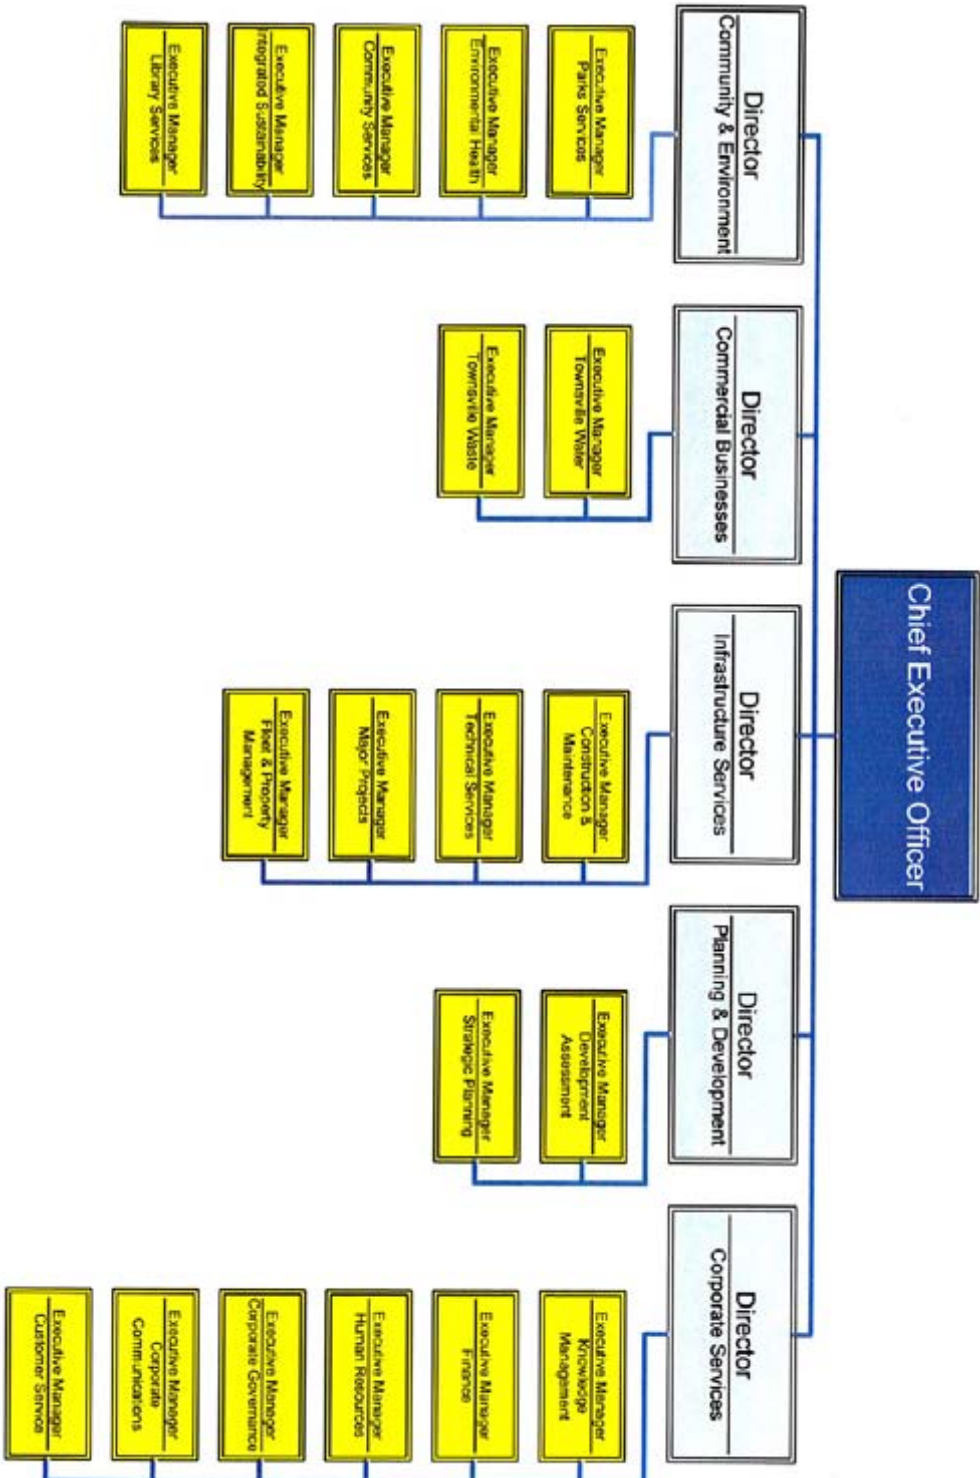 Chief Executive Officer
Director
Community & Environment
Executive Manager
Parks Services
Executive Manager
Environmental Health
Executive Manager
Community Services
Executive Manager
Integrated Sustainability
Executive Manager
Library Services
Director
Commercial Businesses
Executive Manager
Townsville Water
Executive Manager
Townsville Waste
Director
Infrastructure Services
Executive Manager
Construction &
Maintenance
Executive Manager
Technical Services
Executive Manager
Major Projects
Executive Manager
Fleet & Property
Management
Director
Planning & Development
Executive Manager
Development
Assessment
Executive Manager
Strategic Planning
Director
Corporate Services
Executive Manager
Knowledge
Management
Executive Manager
Finance
Executive Manager
Human Resources
Executive Manager
Corporate Governance
Executive Manager
Corporate
Communications
Executive Manager
Customer Service